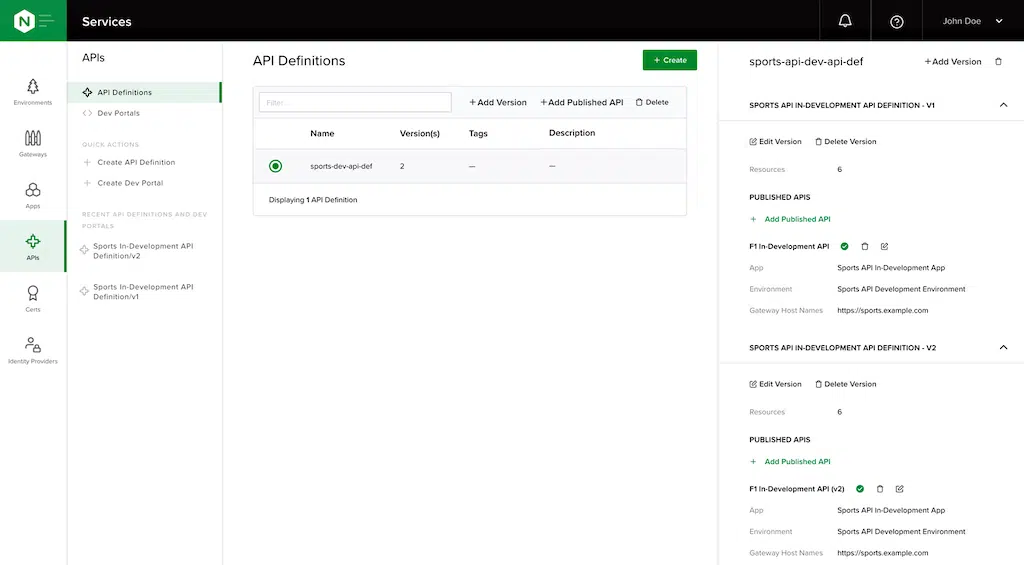 N
Services
John Doe
Environments
Gateways
Apps
APIs
Certs
Identity Providers
APIs
API Definitions
Dev Portals
QUICK ACTIONS
+ Create API Definition
+ Create Dev Portal
RECENT API DEFINITIONS AND DEV
PORTALS
Sports In-Development API
Definition/v2
Sports In-Development API
Definition/v1
API Definitions
+ Create
Filter...
+Add Version +Add Published API Delete
Name Version(s) Tags Description
sports-dev-api-def 2 — —
Displaying 1 API Definition
sports-api-dev-api-def +Add Version
SPORTS API IN-DEVELOPMENT API DEFINITION - V1
Edit Version Delete Version
Resources 6
PUBLISHED APIS
+ Add Published API
F1 In-Development API
App Sports API In-Development App
Environment Sports API Development Environment
Gateway Host Names https://sports.example.com
SPORTS API IN-DEVELOPMENT API DEFINITION - V2
Edit Version Delete Version
Resources 6
PUBLISHED APIS
+ Add Published API
F1 In-Development API (v2)
App Sports API In-Development App
Environment Sports API Development Environment
Gateway Host Names https://sports.example.com